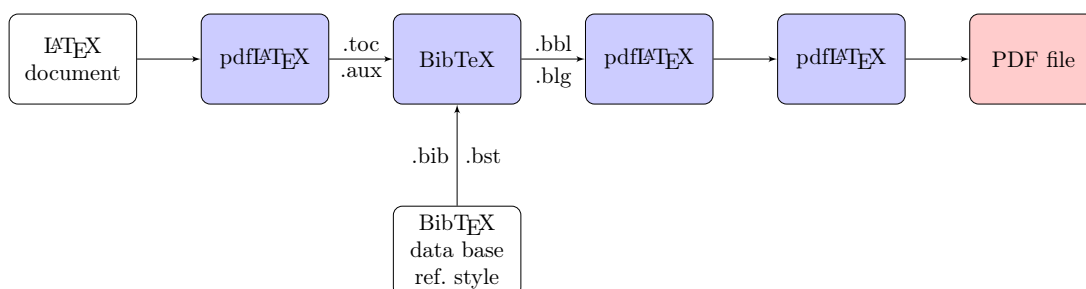 LATEX
document
pdfLATEX
.toc
.aux
BibTeX
.bbl
.blg
pdfLATEX
pdfLATEX
PDF file
.bib
.bst
BibTEX
data base
ref. style